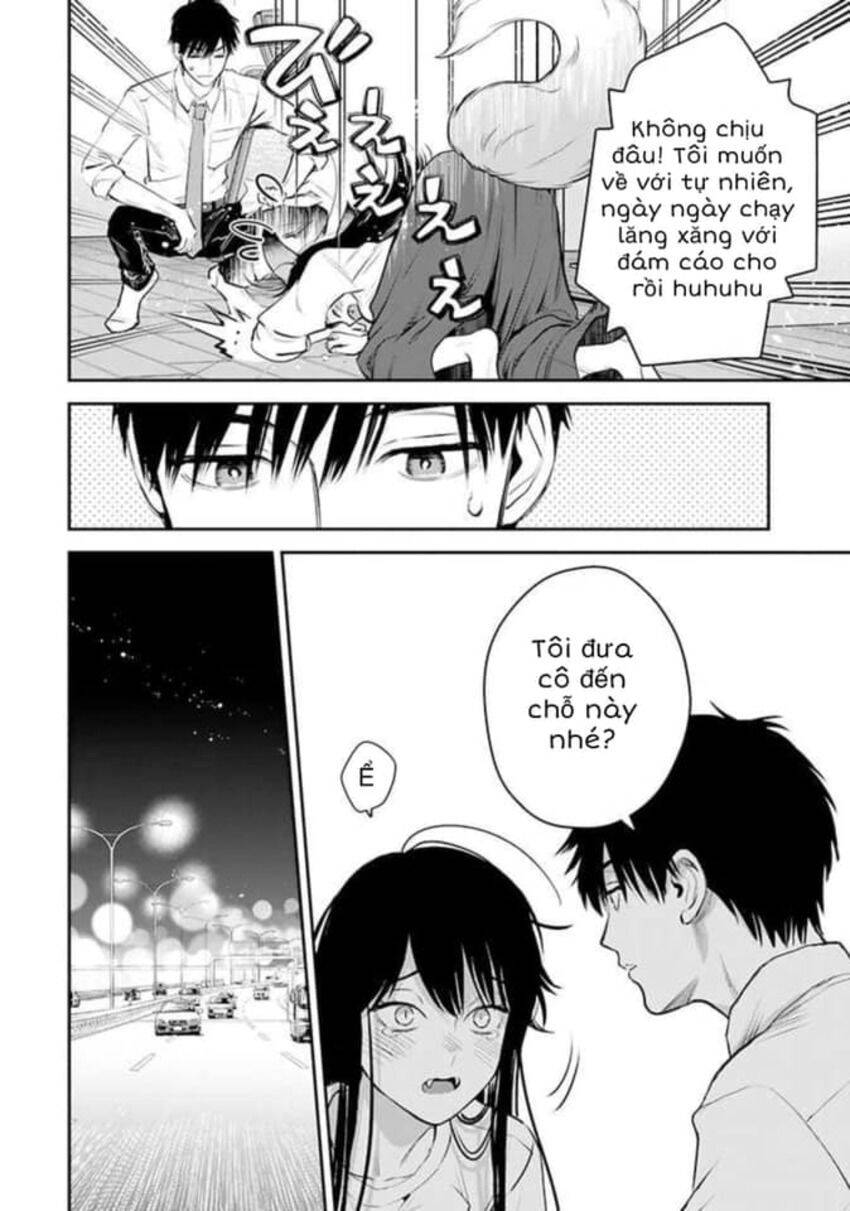 びえ
えぇ
ええ
Không chịu
đâu! Tôi muốn
về với tự nhiên,
ngày ngày chạy
lăng xăng với
đám cáo cho
rồi huhuhu
Tôi đưa
cô đến
chỗ này
nhé?
Ể